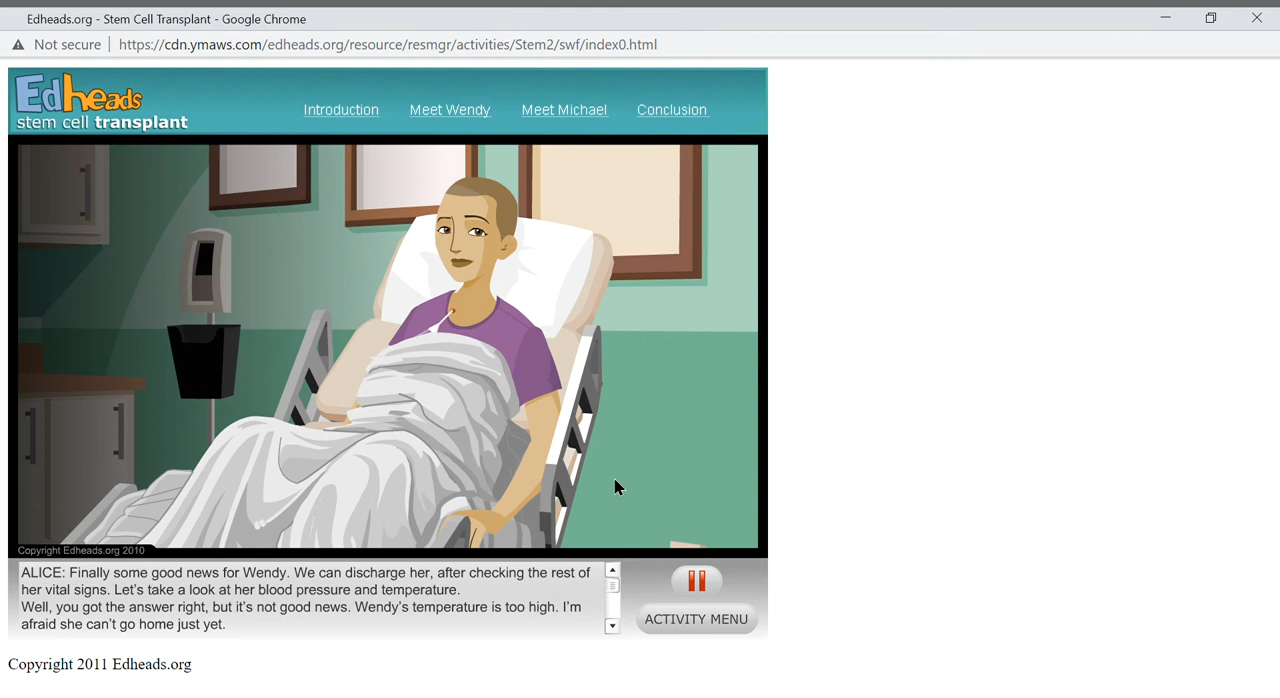 Edheads.org - Stem Cell Transplant - Google Chrome
Not secure | https://cdn.ymaws.com/edheads.org/resource/resmgr/activities/Stem2/swf/index0.html
Edheads
stem cell transplant
Introduction Meet Wendy Meet Michael Conclusion
Copyright Edheads.org 2010
ALICE: Finally some good news for Wendy. We can discharge her, after checking the rest of
her vital signs. Let's take a look at her blood pressure and temperature.
Well, you got the answer right, but it's not good news. Wendy's temperature is too high. I'm
afraid she can't go home just yet.
ACTIVITY MENU
Copyright 2011 Edheads.org